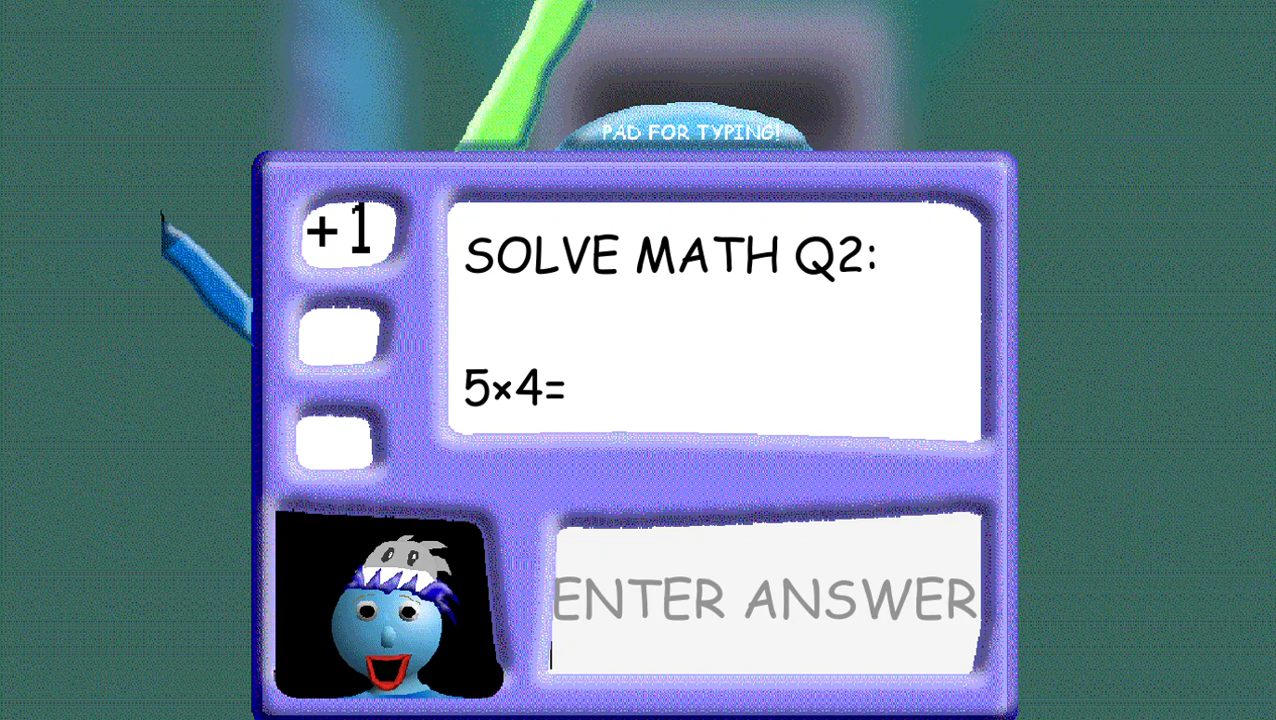 PAD FOR TYPING!
+1
SOLVE MATH Q2:
5×4=
ENTER ANSWER